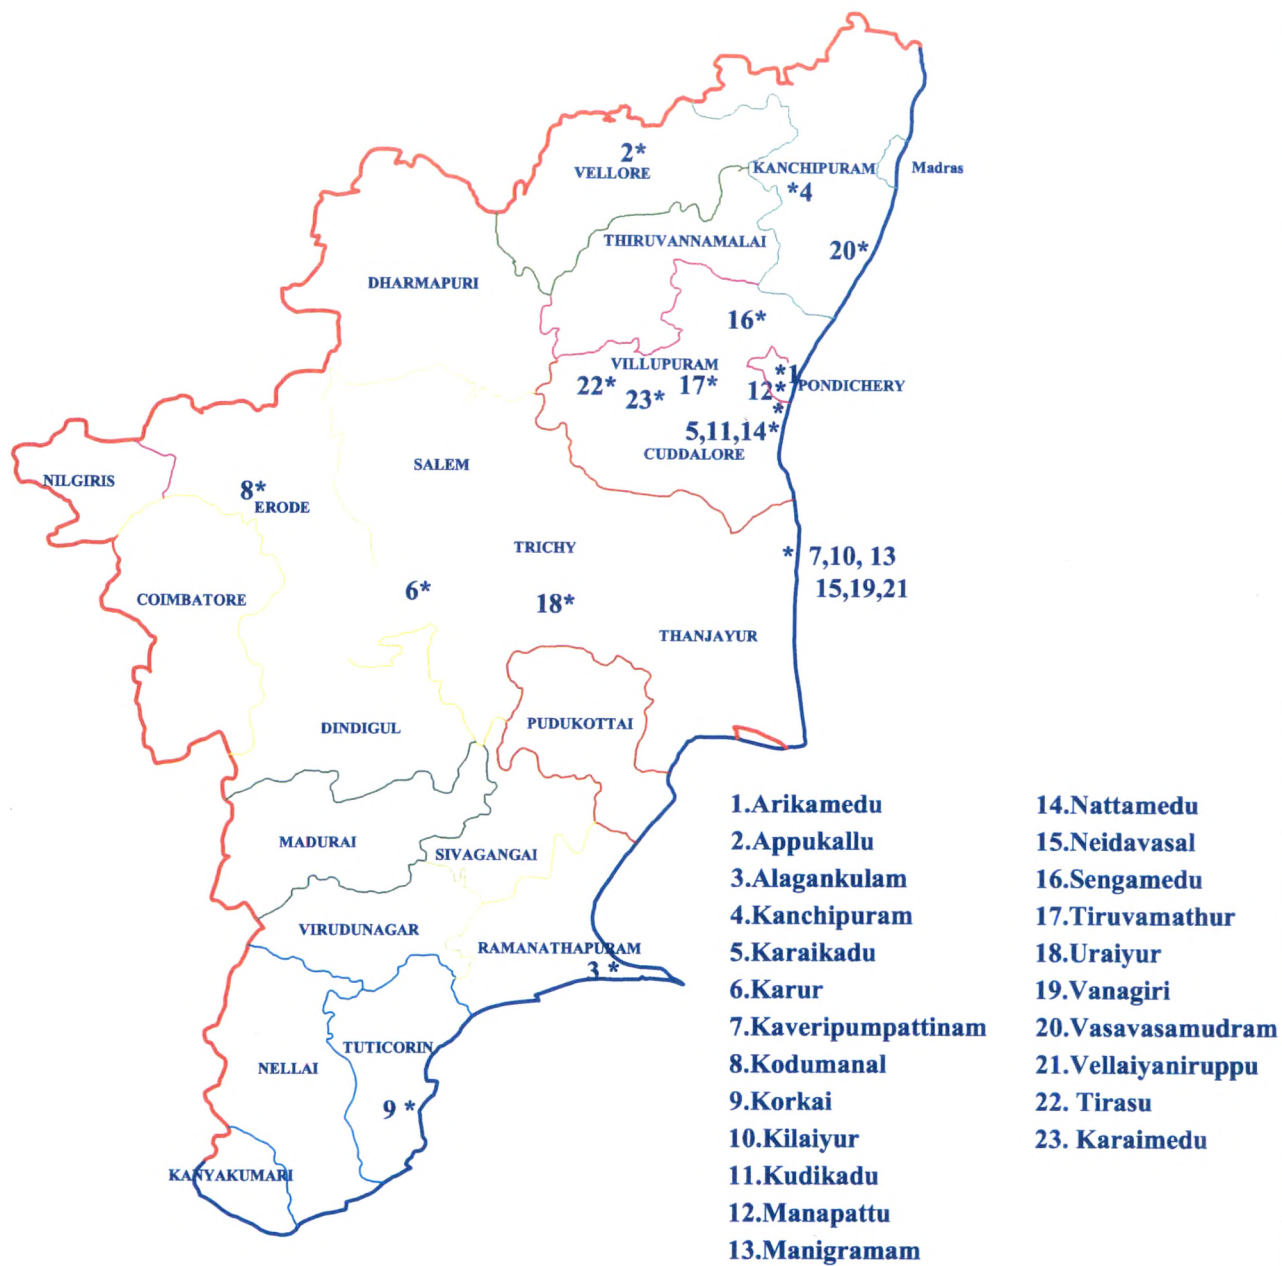 2*
VELLORE
KANCHIPURAM
Madras
*4
THIRUVANNAMALAI
20*
DHARMAPURI
16*
VILLUPURAM
*1
22*
23*
17*
12*
PONDICHERY
*
5,11,14*
CUDDALORE
SALEM
NILGIRIS
8*
ERODE
TRICHY
* 7,10, 13
15,19,21
6*
18*
COIMBATORE
THANJAYUR
PUDUKOTTAI
DINDIGUL
MADURAI
SIVAGANGAI
VIRUDUNAGAR
RAMANATHAPURAM
3 *
TUTICORIN
NELLAI
9 *
KANYAKUMARI
1.Arikamedu
2.Appukallu
3.Alagankulam
4.Kanchipuram
5.Karaikadu
6.Karur
7.Kaveripumpattinam
8.Kodumanal
9.Korkai
10.Kilaiyur
11.Kudikadu
12.Manapattu
13.Manigramam
14.Nattamedu
15.Neidavasal
16.Sengamedu
17.Tiruvamathur
18.Uraiyur
19.Vanagiri
20.Vasavasamudram
21.Vellaiyaniruppu
22. Tirasu
23. Karaimedu